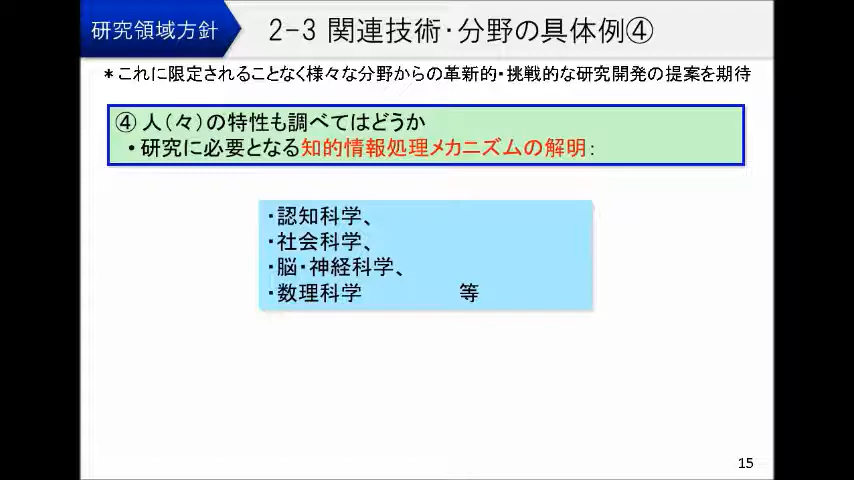 研究領域方針
2-3 関連技術・分野の具体例④
＊これに限定されることなく様々な分野からの革新的・挑戦的な研究開発の提案を期待
④ 人（々）の特性も調べてはどうか
・研究に必要となる知的情報処理メカニズムの解明：
・認知科学、
・社会科学、
・脳・神経科学、
・数理科学 等
15